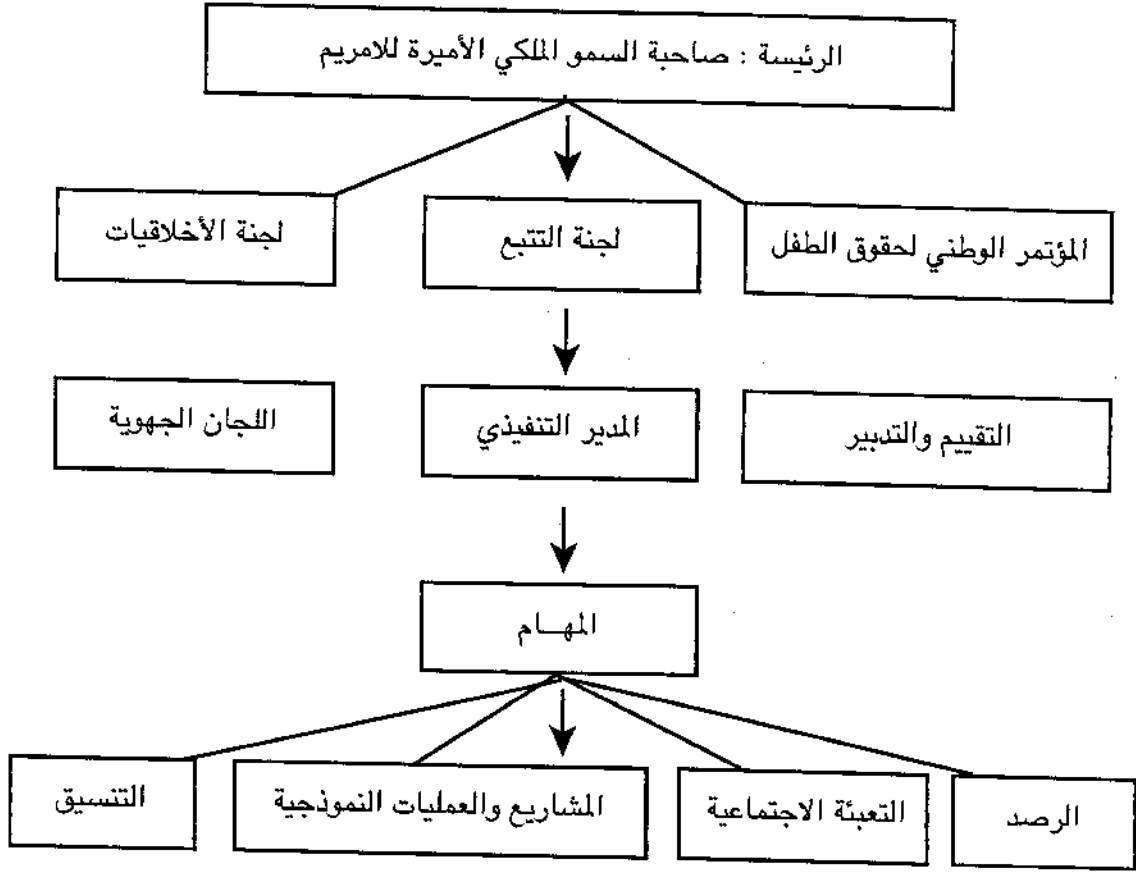 الرئيسة : صاحبة السمو الملكي الأميرة للامريم
المؤتمر الوطني لحقوق الطفل
لجنة التتبع
لجنة الأخلاقيات
التقييم والتدبير
المدير التنفيذي
اللجان الجهوية
المهـام
الرصد
التعبئة الاجتماعية
المشاريع والعمليات النموذجية
التنسيق